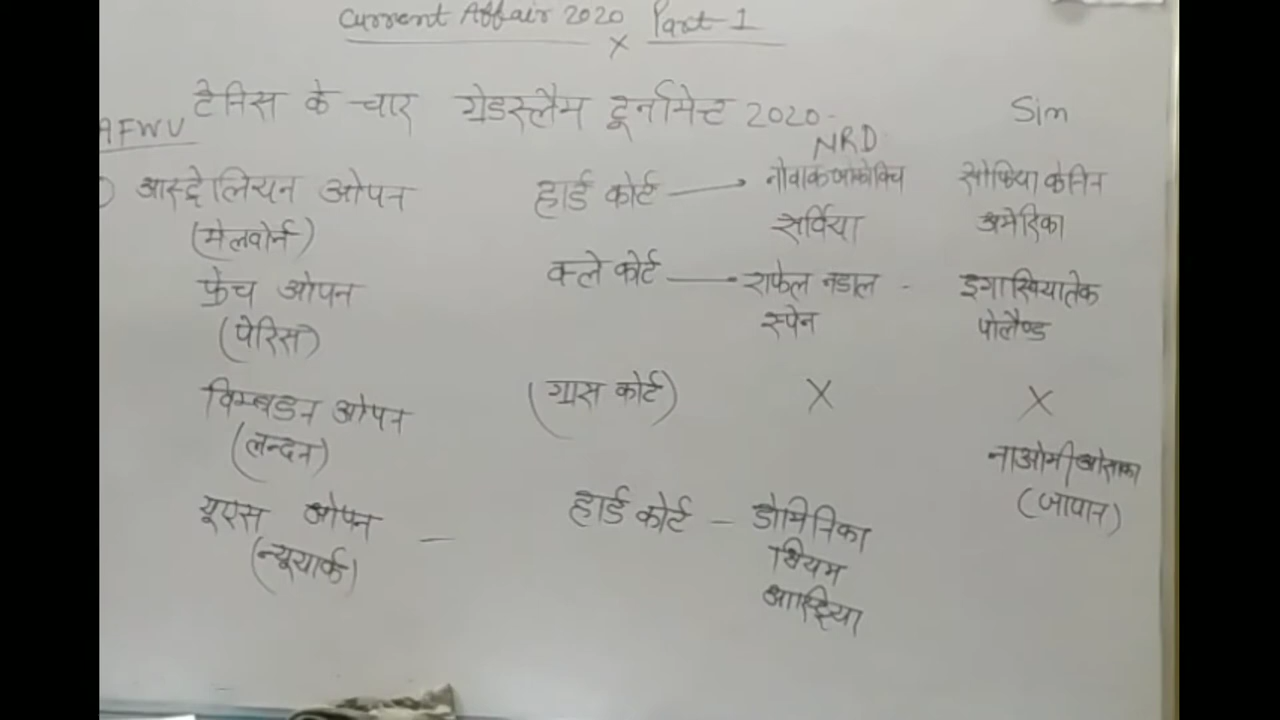 Current Affair 2020 Part-1
x
टेनिस के चार ग्रेडस्लैम टूर्नामेन्ट 2020- Sim
AFWU NRD
आस्ट्रेलियन ओपन हार्ड कोर्ट → नोवाक जोकोविच सोफिया केनिन
(मेलवोर्न) सर्विया अमेरिका
फ्रेंच ओपन क्ले कोर्ट — राफेल नडाल - इगास्वियातेक
(पेरिस) स्पेन पोलैण्ड
विम्बडन ओपन (ग्रास कोर्ट) X X
(लन्दन) नाओमी ओसाका
यूएस ओपन - हार्ड कोर्ट - डोमिनिका (जापान)
(न्यूयार्क) थियम
आस्ट्रिया